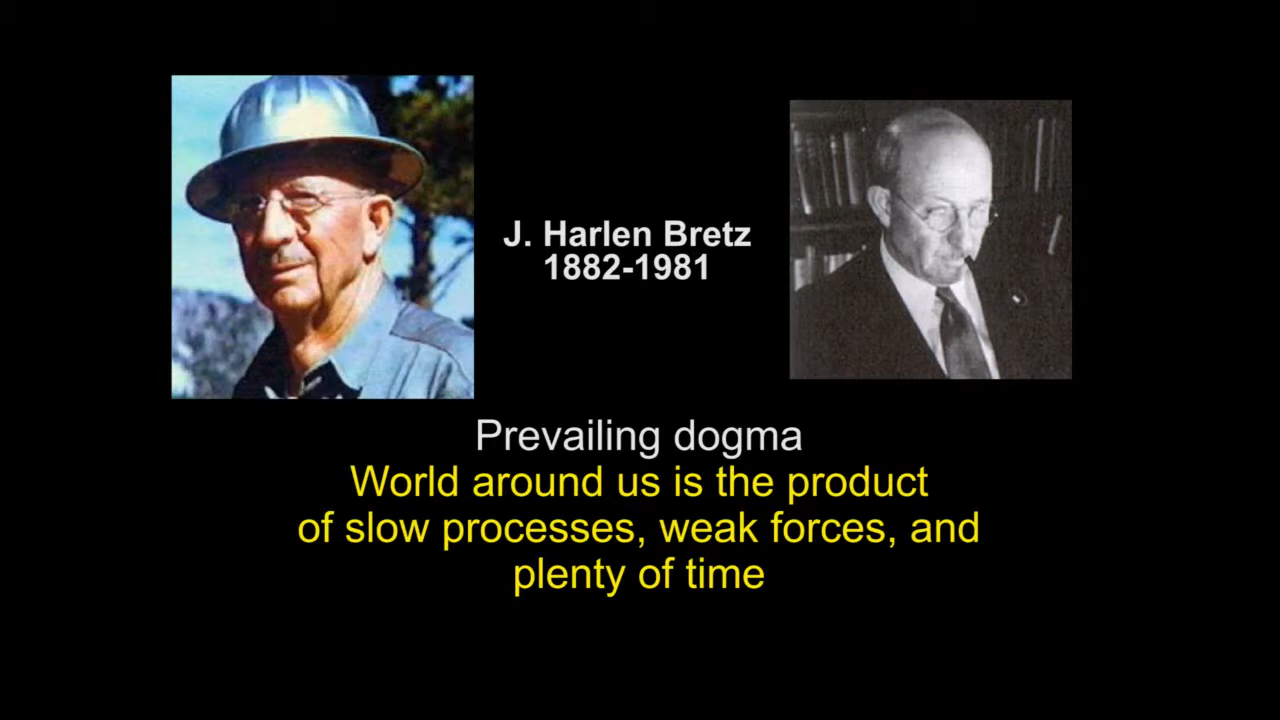 J. Harlen Bretz
1882-1981
Prevailing dogma
World around us is the product
of slow processes, weak forces, and
plenty of time